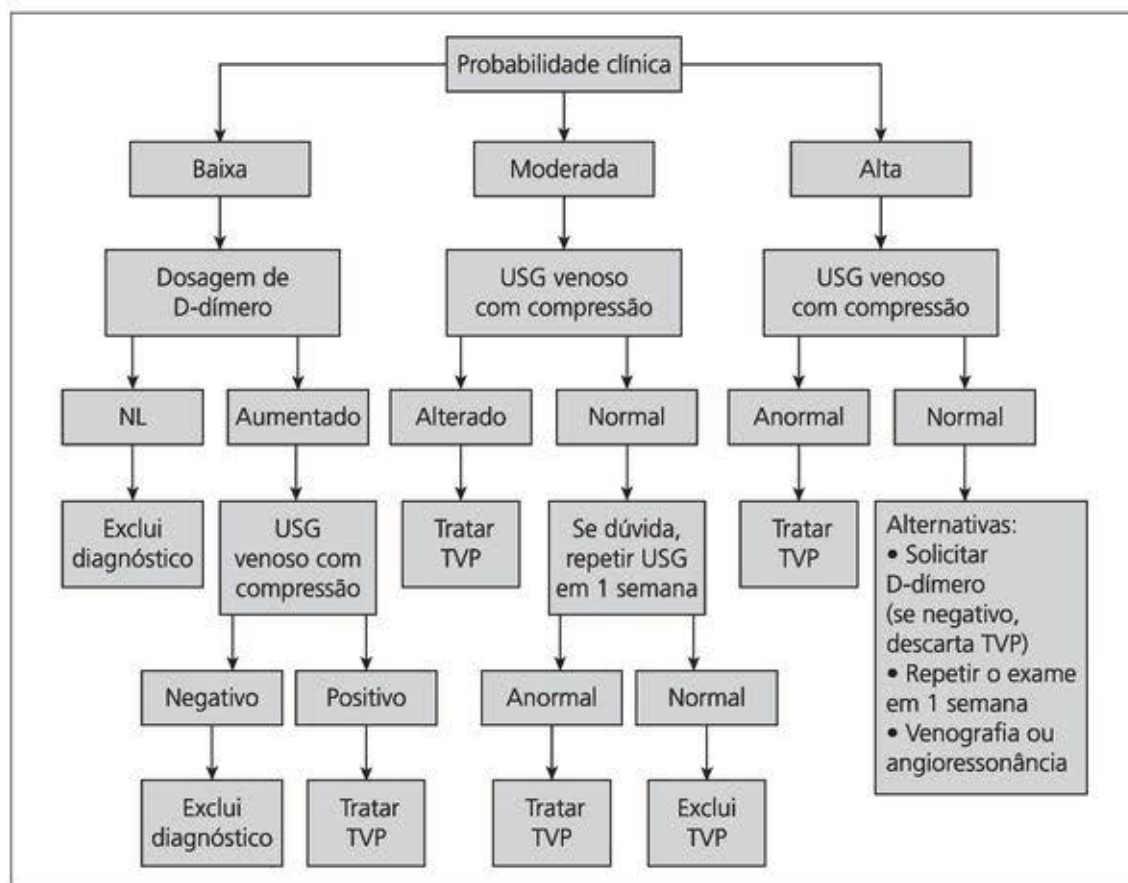 Probabilidade clínica
Baixa
Moderada
Alta
Dosagem de
D-dímero
USG venoso
com compressão
USG venoso
com compressão
NL
Aumentado
Alterado
Normal
Anormal
Normal
Exclui
diagnóstico
USG
venoso com
compressão
Tratar
TVP
Se dúvida,
repetir USG
em 1 semana
Tratar
TVP
Alternativas:
• Solicitar
D-dímero
(se negativo,
descarta TVP)
• Repetir o exame
em 1 semana
• Venografia ou
angioressonância
Negativo
Positivo
Anormal
Normal
Exclui
diagnóstico
Tratar
TVP
Tratar
TVP
Exclui
TVP